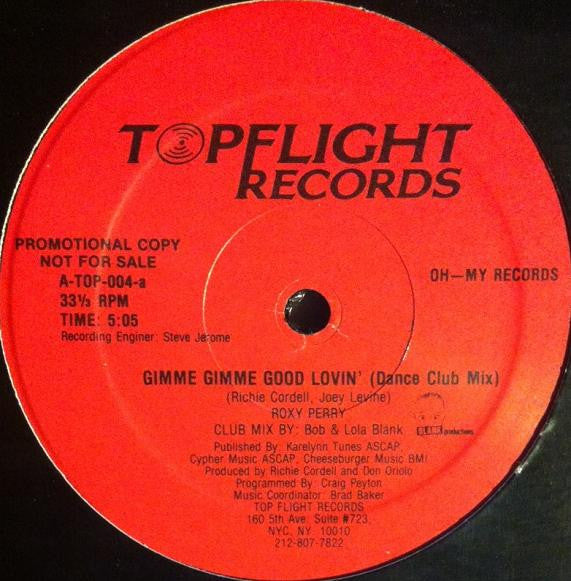 TOPFLIGHT
RECORDS
PROMOTIONAL COPY
NOT FOR SALE
A-TOP-004-a
33⅓ RPM
TIME: 5:05
Recording Enginer: Steve Jerome
OH—MY RECORDS
GIMME GIMME GOOD LOVIN' (Dance Club Mix)
(Richie Cordell, Joey Levine)
ROXY PERRY
CLUB MIX BY: Bob & Lola Blank
BLANK productions
Published By: Karelynn Tunes ASCAP,
Cypher Music ASCAP, Cheeseburger Music BMI
Produced by Richie Cordell and Don Oriolo
Programmed By: Craig Peyton
Music Coordinator: Brad Baker
TOP FLIGHT RECORDS
160 5th Ave. Suite #723,
NYC, NY 10010
212-807-7822